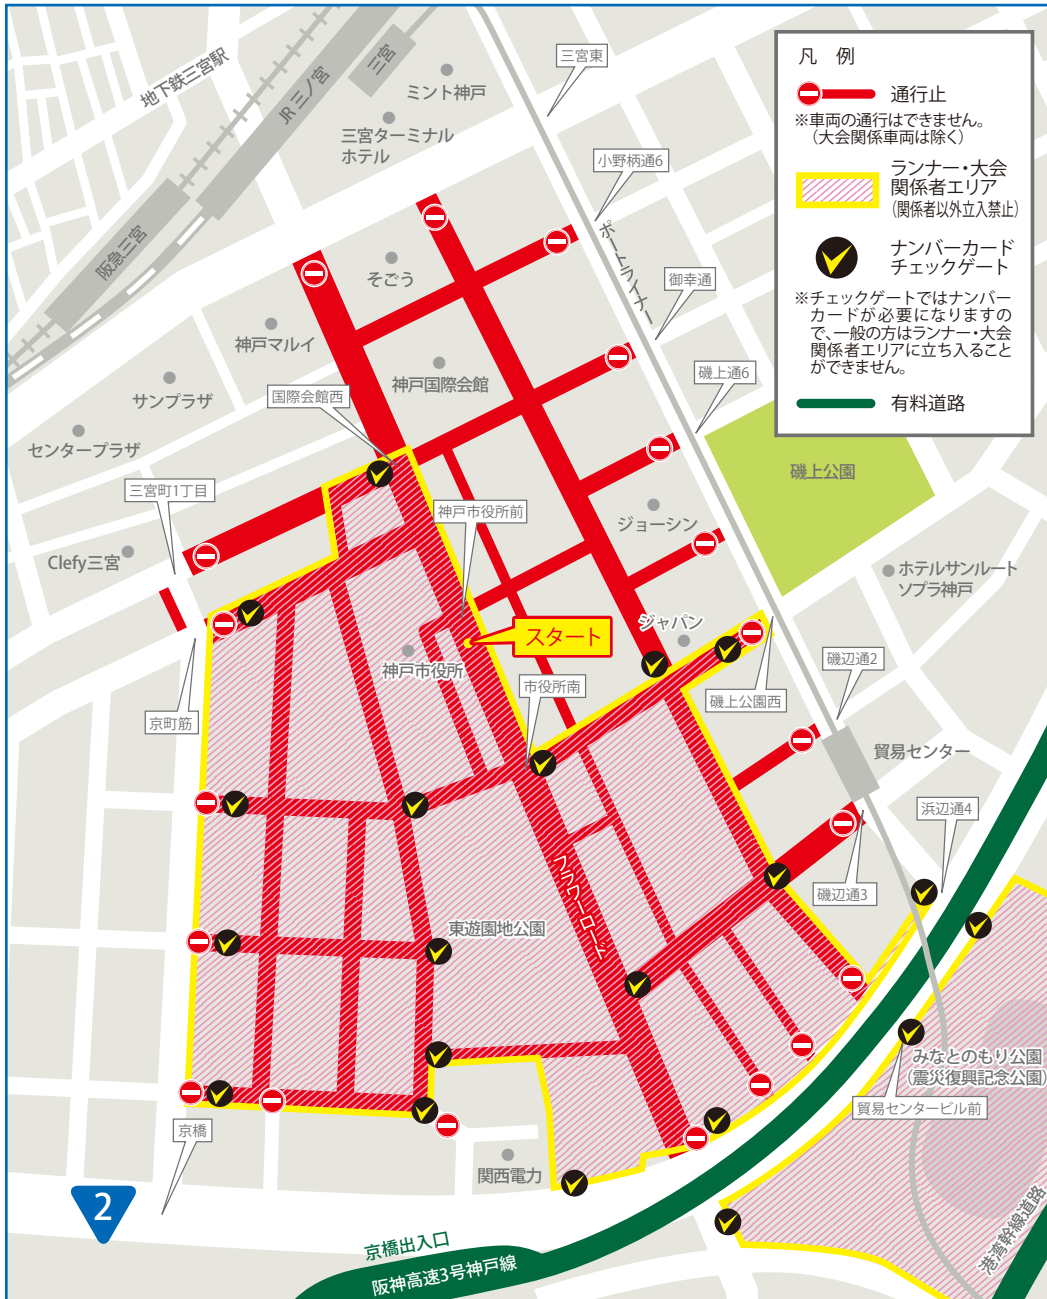 凡 例
通行止
※車両の通行はできません。
（大会関係車両は除く）
ランナー・大会
関係者エリア
（関係者以外立入禁止）
ナンバーカード
チェックゲート
※チェックゲートではナンバー
カードが必要になりますの
で、一般の方はランナー・大会
関係者エリアに立ち入ること
ができません。
有料道路
地下鉄三宮駅
JR 三ノ宮
三宮
阪急三宮
ミント神戸
三宮ターミナル
ホテル
三宮東
小野柄通6
ポートライナー
御幸通
そごう
神戸マルイ
神戸国際会館
国際会館西
サンプラザ
センタープラザ
三宮町1丁目
Clefy三宮
磯上通6
磯上公園
神戸市役所前
ジョーシン
ホテルサンルート
ソプラ神戸
スタート
ジャパン
神戸市役所
市役所南
磯上公園西
磯辺通2
京町筋
貿易センター
浜辺通4
磯辺通3
フラワーロード
東遊園地公園
みなとのもり公園
（震災復興記念公園）
貿易センタービル前
京橋
関西電力
2
京橋出入口
阪神高速3号神戸線
港湾幹線道路